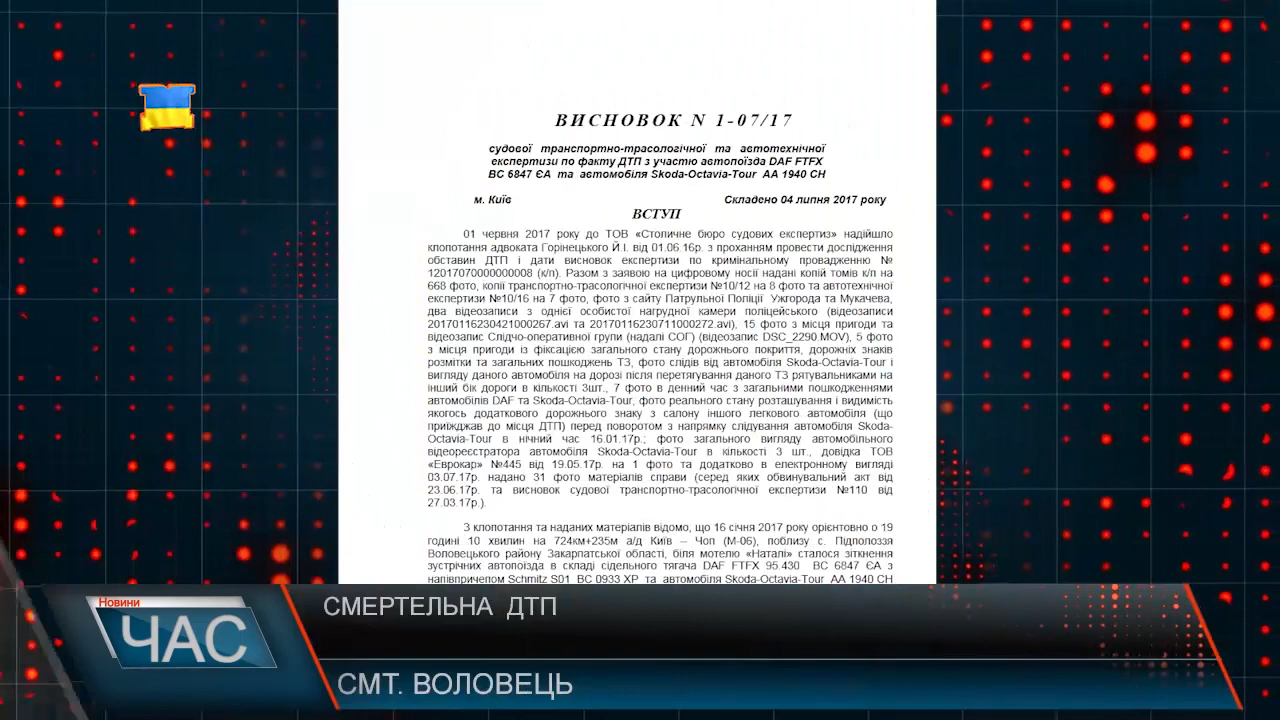 ВИСНОВОК N 1-07/17
судової транспортно-трасологічної та автотехнічної
експертизи по факту ДТП з участю автопоїзда DAF FTFX
ВС 6847 ЄА та автомобіля Skoda-Octavia-Tour АА 1940 СН
м. Київ Складено 04 липня 2017 року
ВСТУП
01 червня 2017 року до ТОВ «Столичне бюро судових експертиз» надійшло
клопотання адвоката Горінецького Й.І. від 01.06.16р. з проханням провести дослідження
обставин ДТП і дати висновок експертизи по кримінальному провадженню №
12017070000000008 (к/п). Разом з заявою на цифровому носії надані копій томів к/п на
668 фото, копії транспортно-трасологічної експертизи №10/12 на 8 фото та автотехнічної
експертизи №10/16 на 7 фото, фото з сайту Патрульної Поліції Ужгорода та Мукачева,
два відеозаписи з однієї особистої нагрудної камери поліцейського (відеозаписи
20170116230421000267.avi та 20170116230711000272.avi), 15 фото з місця пригоди та
відеозапис Слідчо-оперативної групи (надалі СОГ) (відеозапис DSC_2290.MOV), 5 фото
з місця пригоди із фіксацією загального стану дорожнього покриття, дорожніх знаків
розмітки та загальних пошкоджень ТЗ, фото слідів від автомобіля Skoda-Octavia-Tour і
вигляду даного автомобіля на дорозі після перетягування даного ТЗ рятувальниками на
інший бік дороги в кількості 3шт., 7 фото в денний час з загальними пошкодженнями
автомобілів DAF та Skoda-Octavia-Tour, фото реального стану розташування і видимість
якогось додаткового дорожнього знаку з салону іншого легкового автомобіля (що
приїжджав до місця ДТП) перед поворотом з напрямку слідування автомобіля Skoda-
Octavia-Tour в нічний час 16.01.17р.; фото загального вигляду автомобільного
відеореєстратора автомобіля Skoda-Octavia-Tour в кількості 3 шт., довідка ТОВ
«Еврокар» №445 від 19.05.17р. на 1 фото та додатково в електронному вигляді
03.07.17р. надано 31 фото матеріалів справи (серед яких обвинувальний акт від
23.06.17р. та висновок судової транспортно-трасологічної експертизи №110 від
27.03.17р.).
З клопотання та наданих матеріалів відомо, що 16 січня 2017 року орієнтовно о 19
годині 10 хвилин на 724км+235м а/д Київ – Чоп (М-06), поблизу с. Підполоззя
Воловецького району Закарпатської області, біля мотелю «Наталі» сталося зіткнення
зустрічних автопоїзда в складі сідельного тягача DAF FTFX 95.430 ВС 6847 ЄА з
напівпричепом Schmitz S01 ВС 0933 ХР та автомобіля Skoda-Octavia-Tour АА 1940 СН
Новини
ЧАС
СМЕРТЕЛЬНА ДТП
СМТ. ВОЛОВЕЦЬ